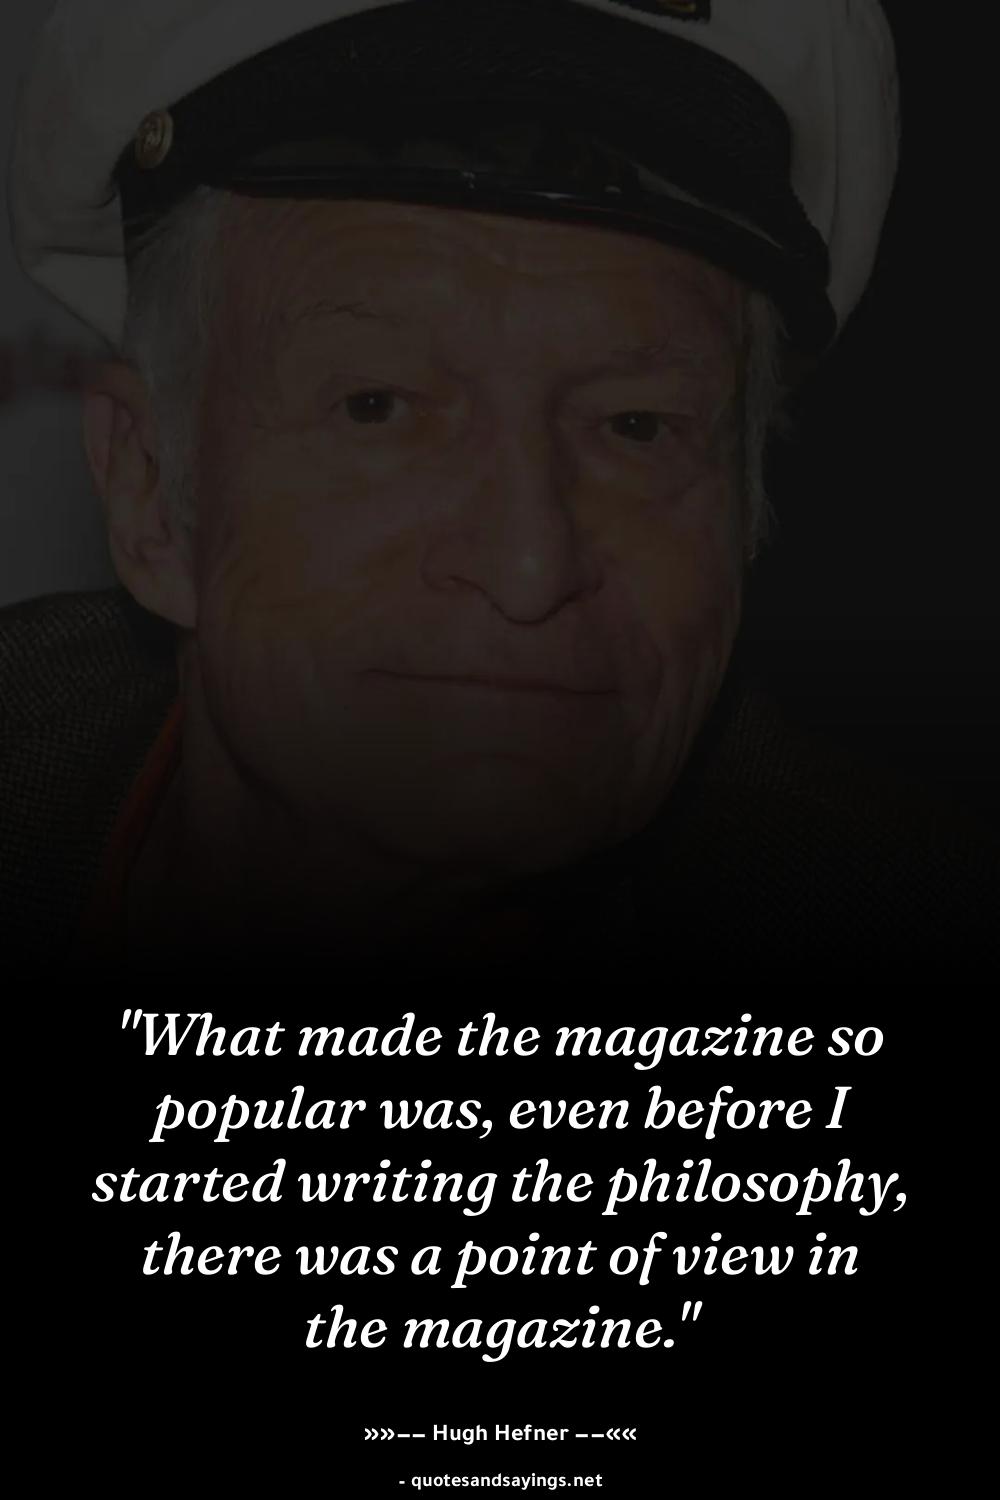 "What made the magazine so
popular was, even before I
started writing the philosophy,
there was a point of view in
the magazine."
»»–– Hugh Hefner ––««
- quotesandsayings.net